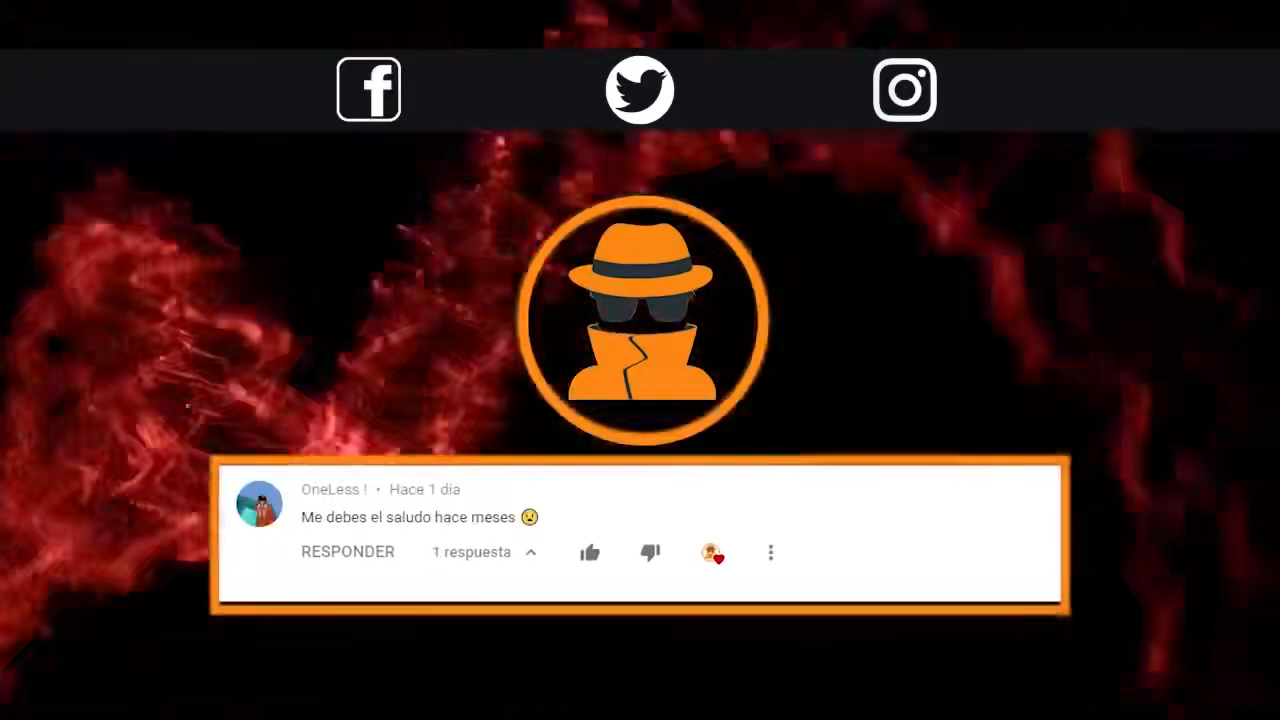 OneLess ! • Hace 1 día
Me debes el saludo hace meses 😧
RESPONDER 1 respuesta